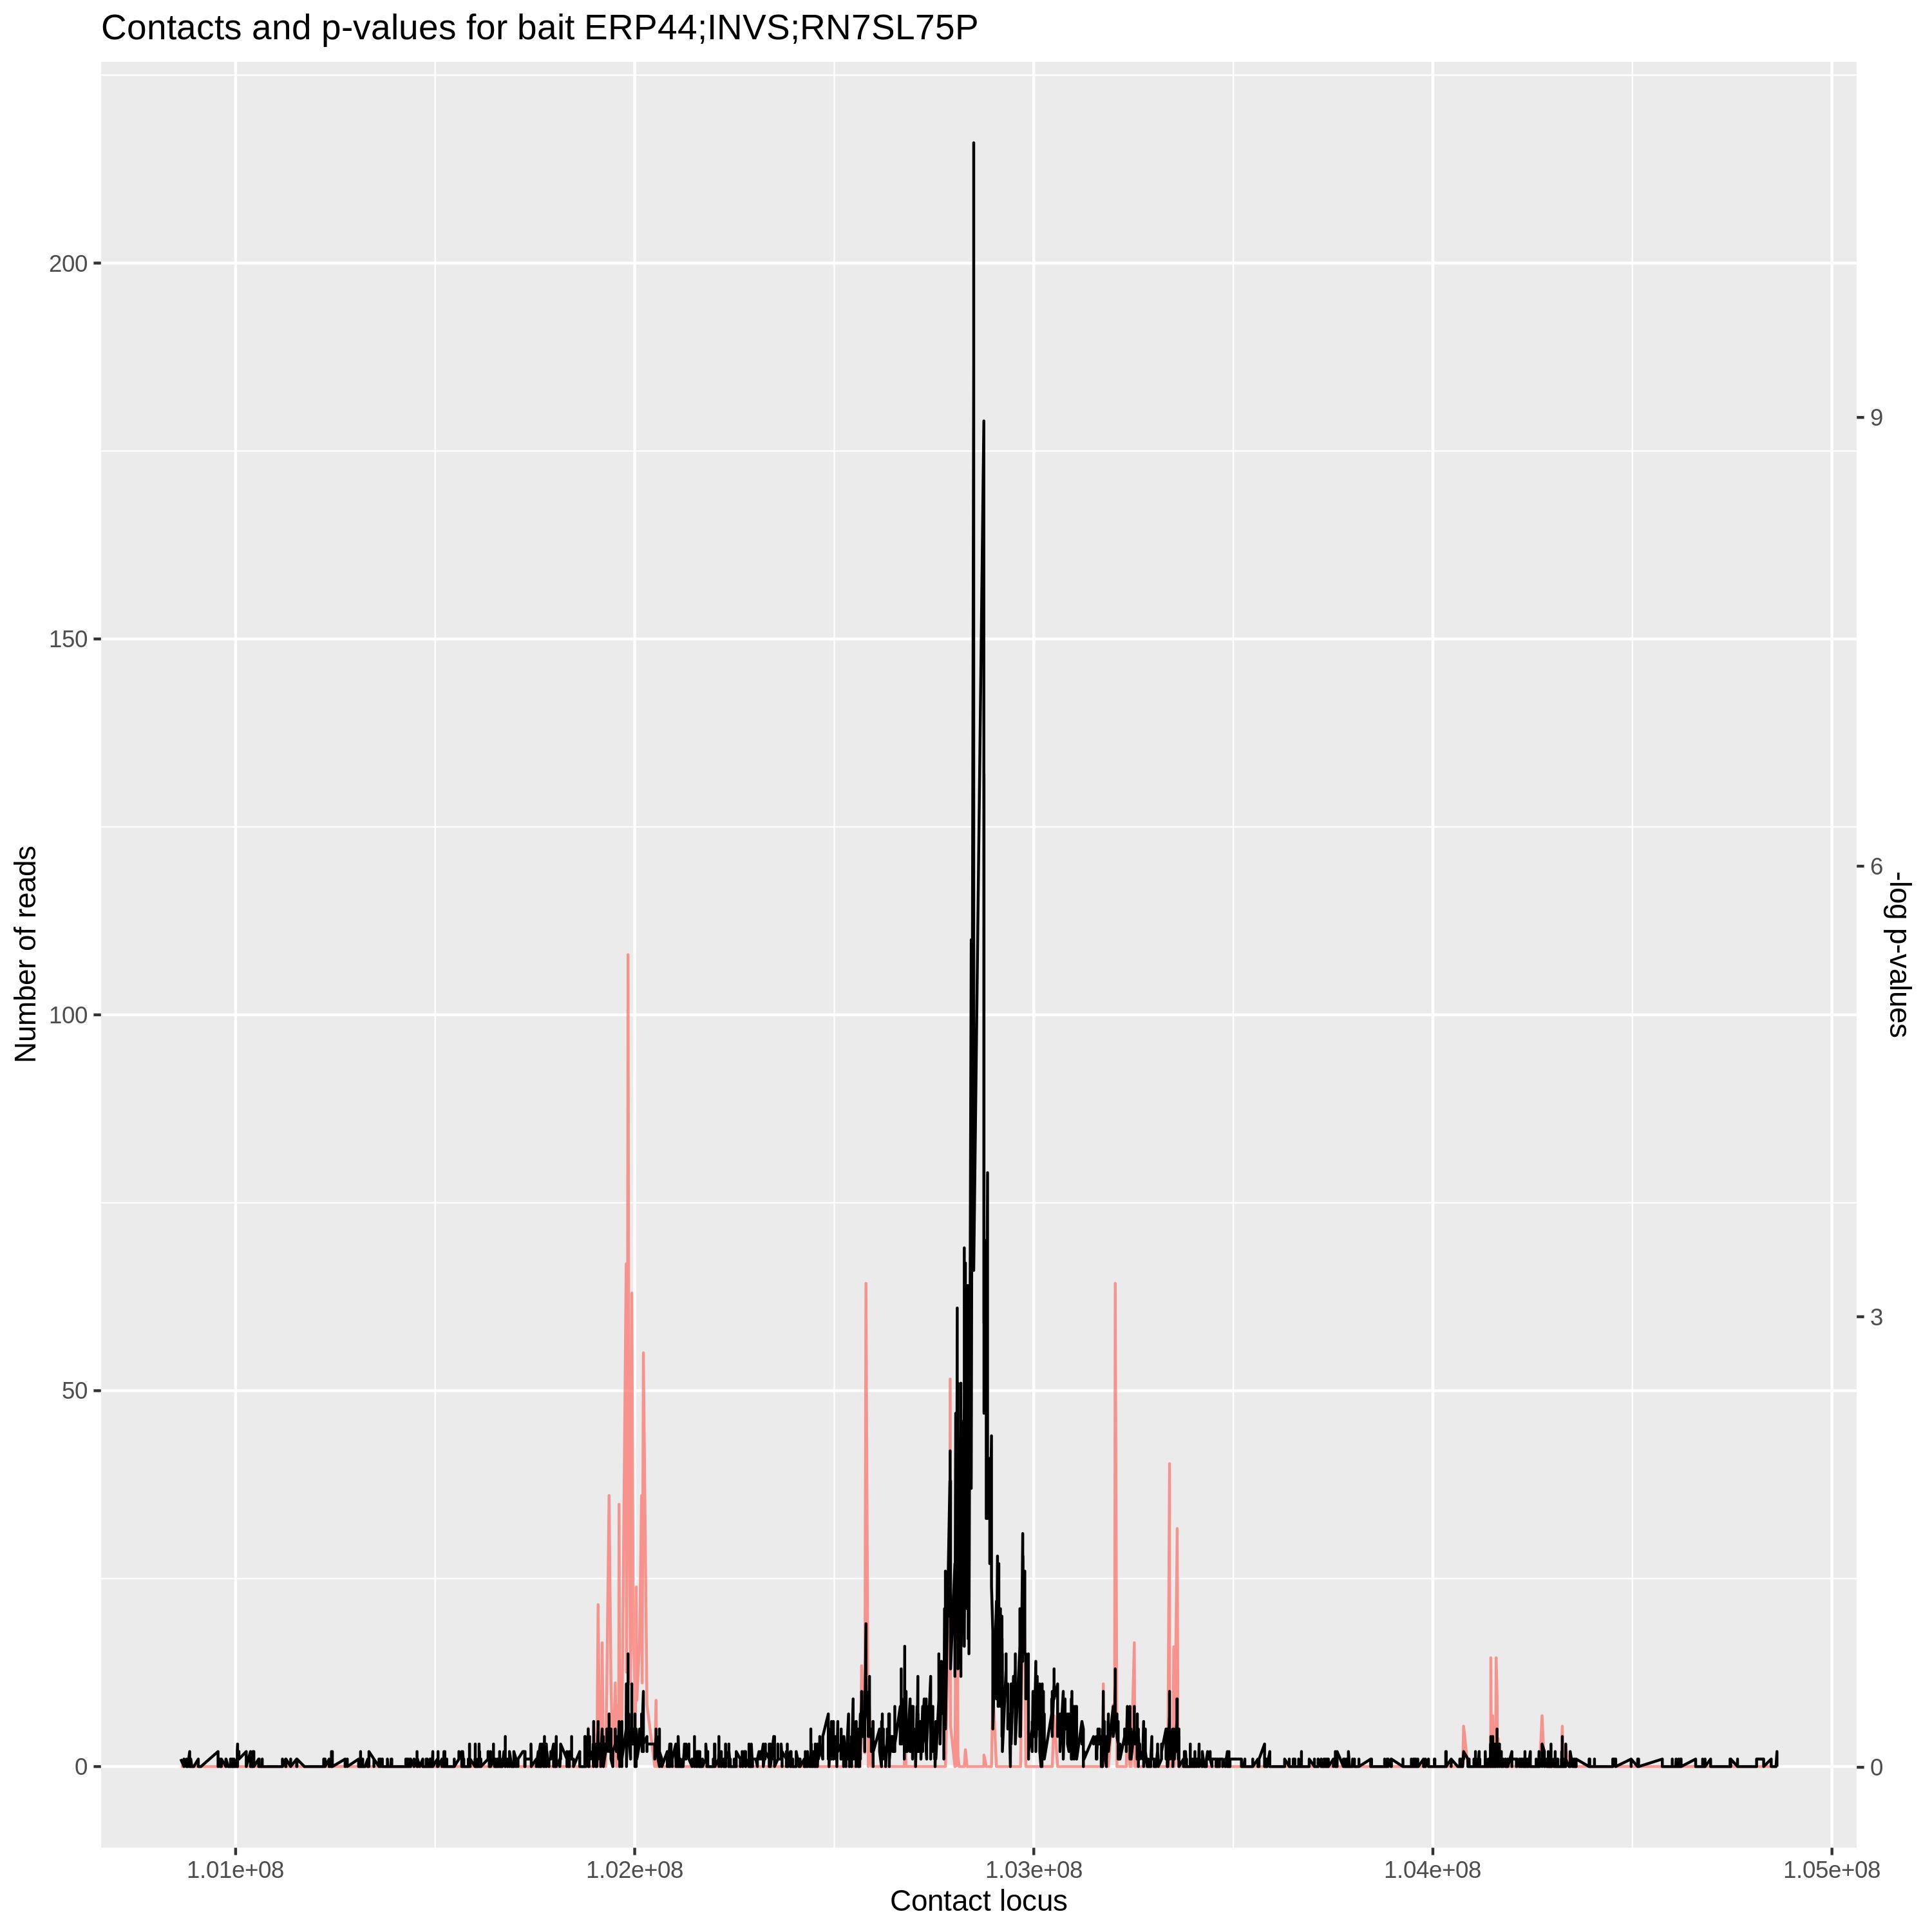 Contacts and p-values for bait ERP44;INVS;RN7SL75P
200
150
100
50
0
Number of reads
9
6
3
0
-log p-values
1.01e+08
1.02e+08
1.03e+08
1.04e+08
1.05e+08
Contact locus